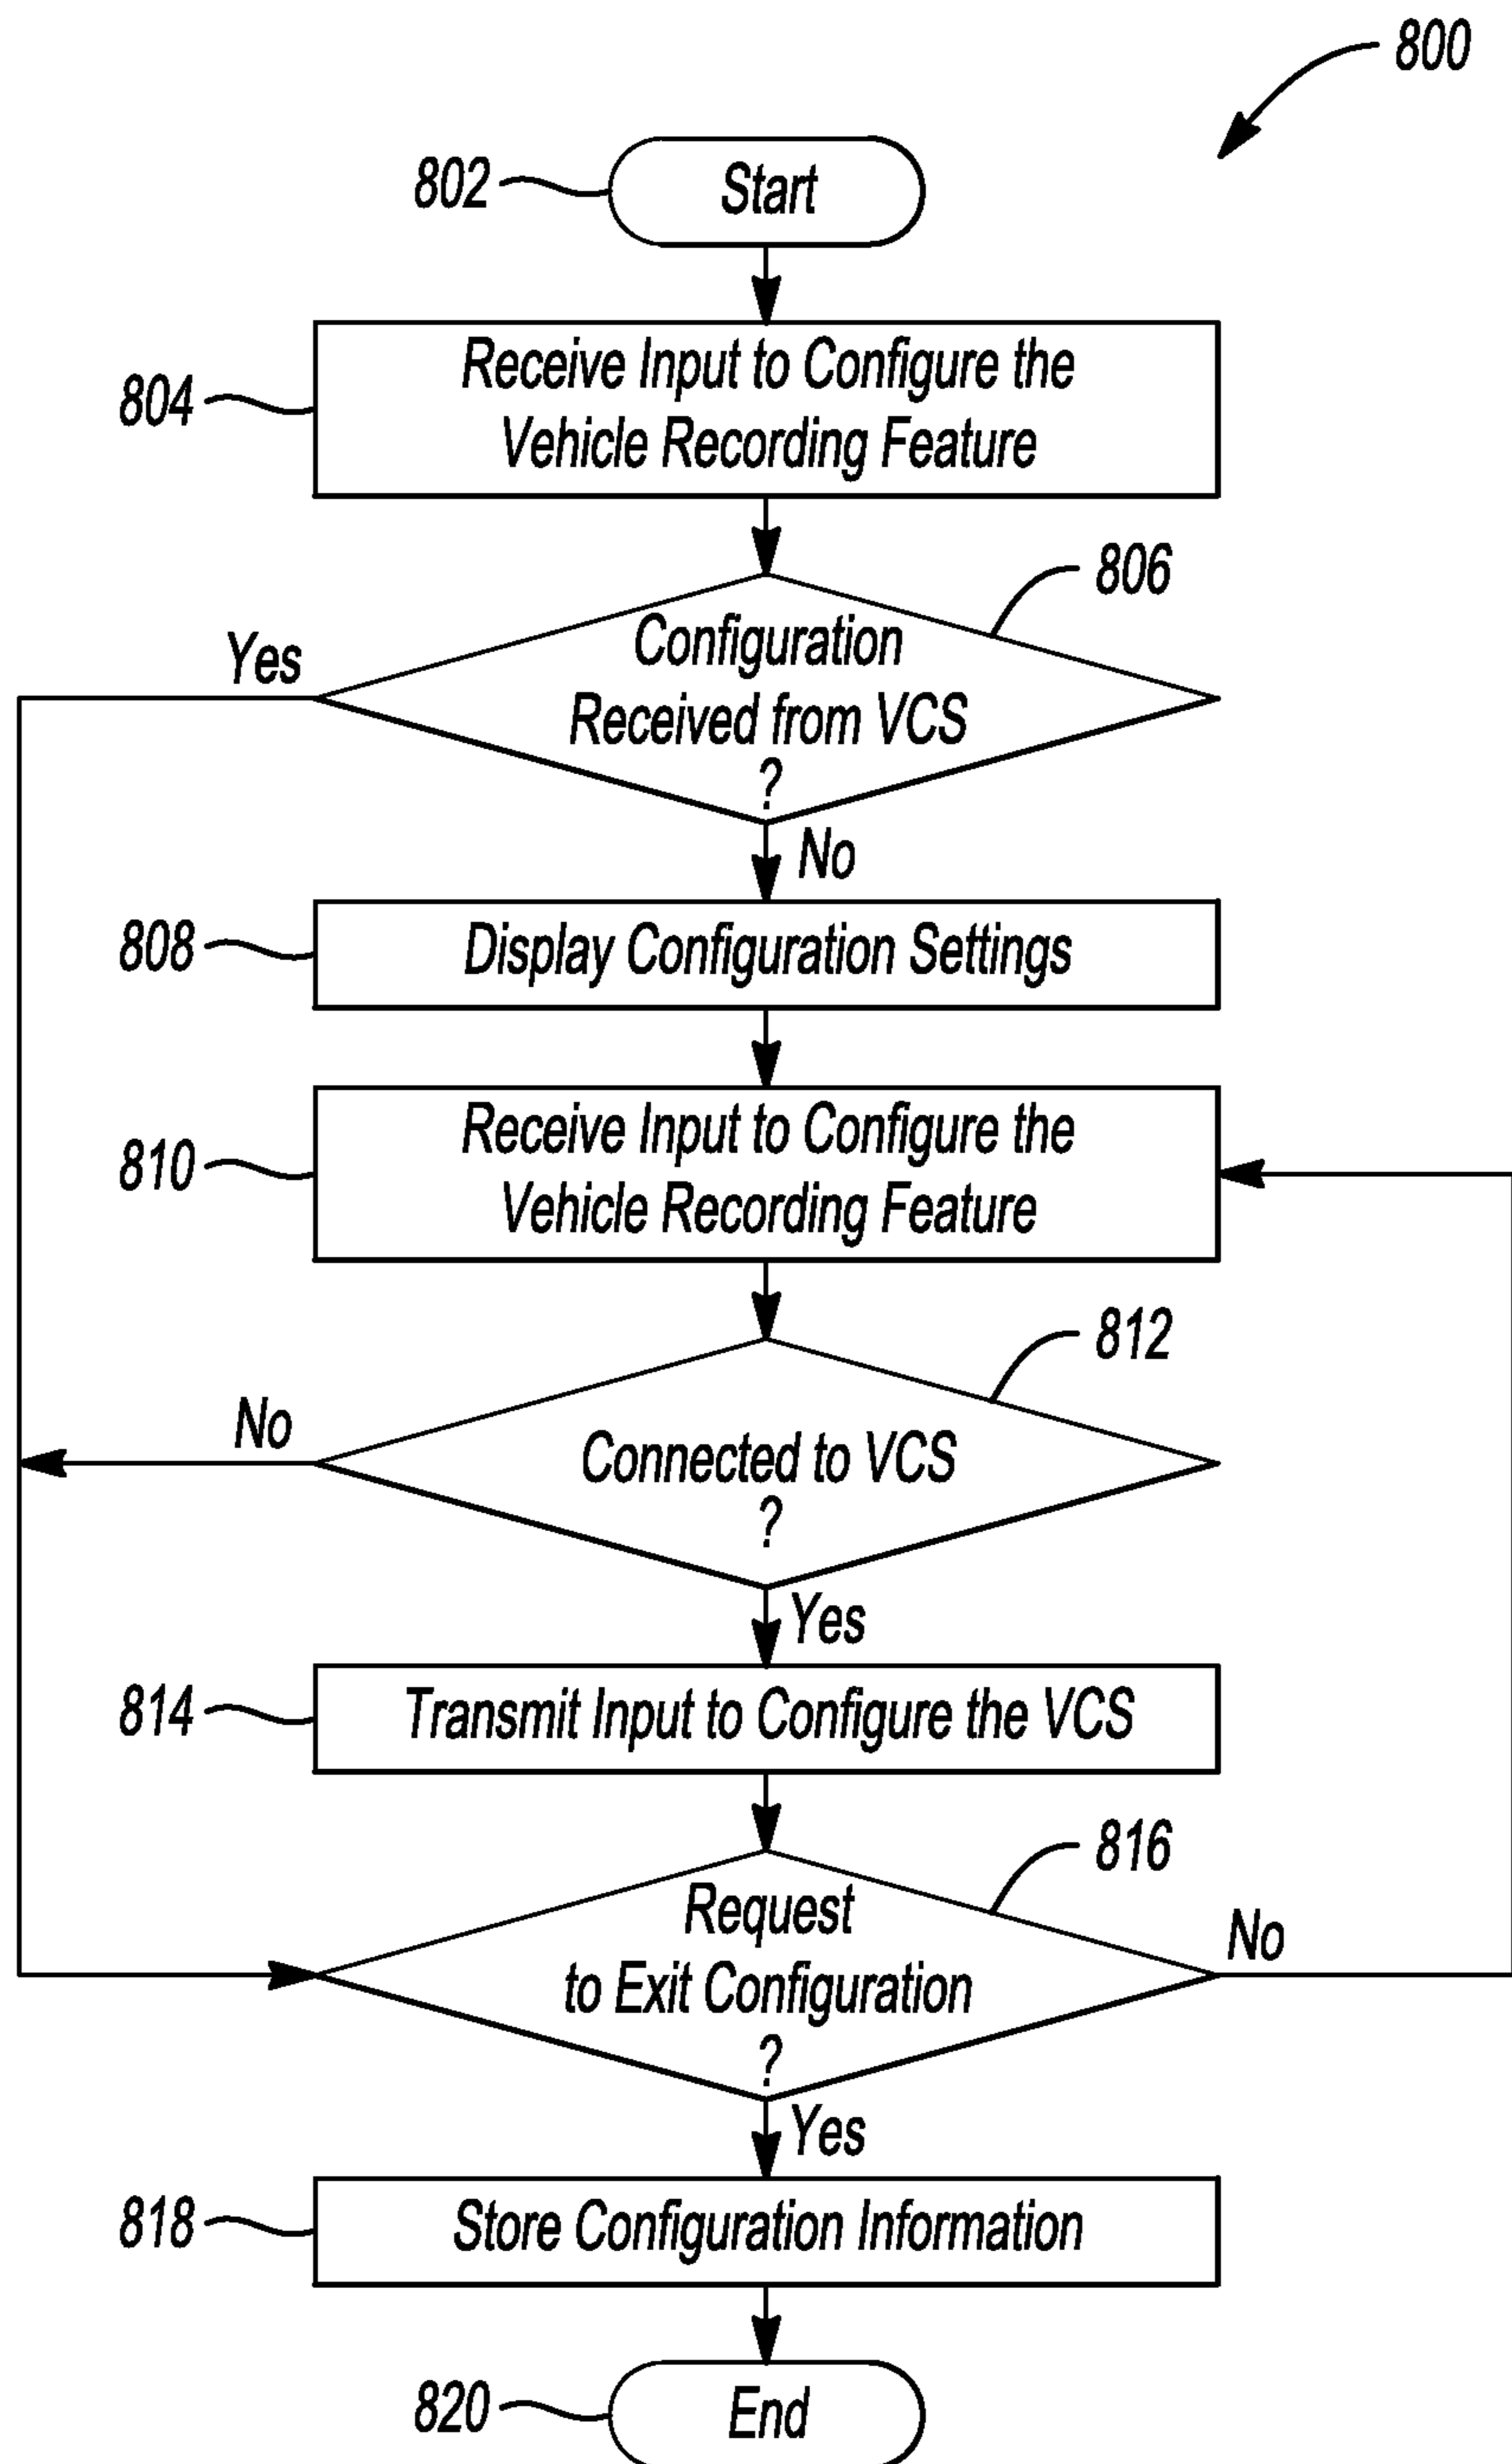 800
802
Start
804
Receive Input to Configure the
Vehicle Recording Feature
806
Yes
Configuration
Received from VCS
?
No
808
Display Configuration Settings
810
Receive Input to Configure the
Vehicle Recording Feature
812
No
Connected to VCS
?
Yes
814
Transmit Input to Configure the VCS
816
Request
to Exit Configuration
?
No
Yes
818
Store Configuration Information
820
End